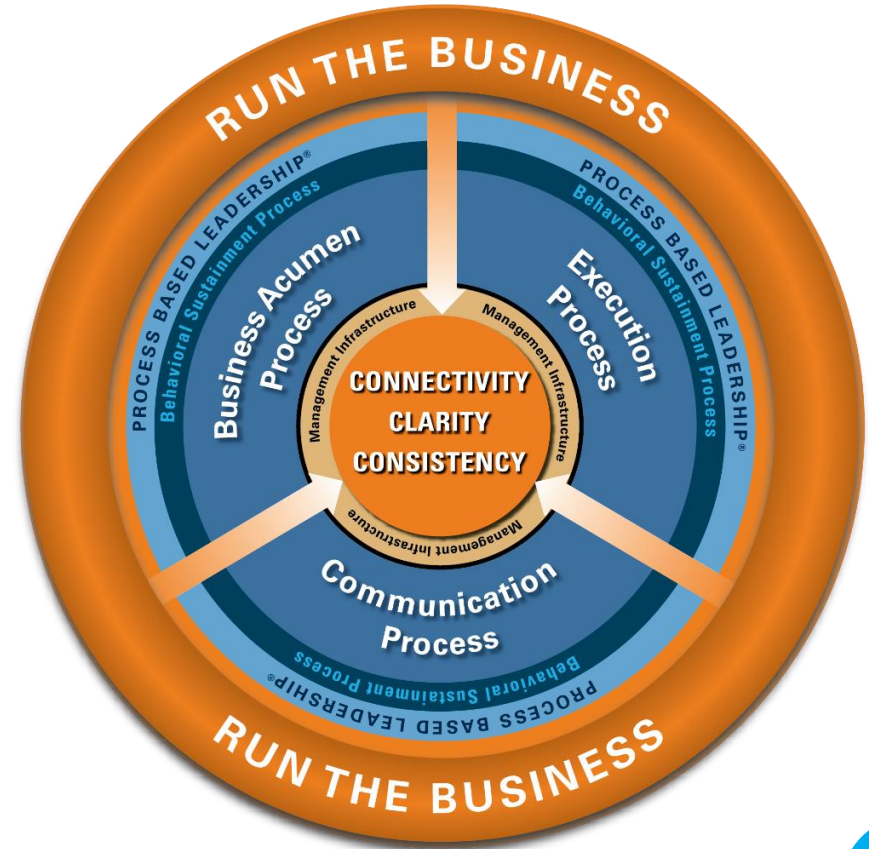 RUN THE BUSINESS
PROCESS BASED LEADERSHIP®
Behavioral Sustainment Process
Business Acumen
Process
Management Infrastructure
PROCESS BASED LEADERSHIP®
Behavioral Sustainment Process
Execution
Process
Management Infrastructure
CONNECTIVITY
CLARITY
CONSISTENCY
Management Infrastructure
Communication
Process
Behavioral Sustainment Process
PROCESS BASED LEADERSHIP®
RUN THE BUSINESS